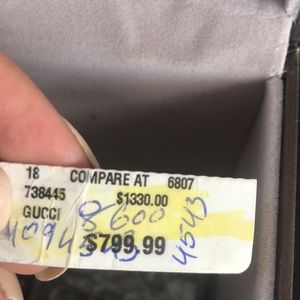 18 COMPARE AT 6807
738445 $1330.00
GUCCI 8600
$799.99 4543